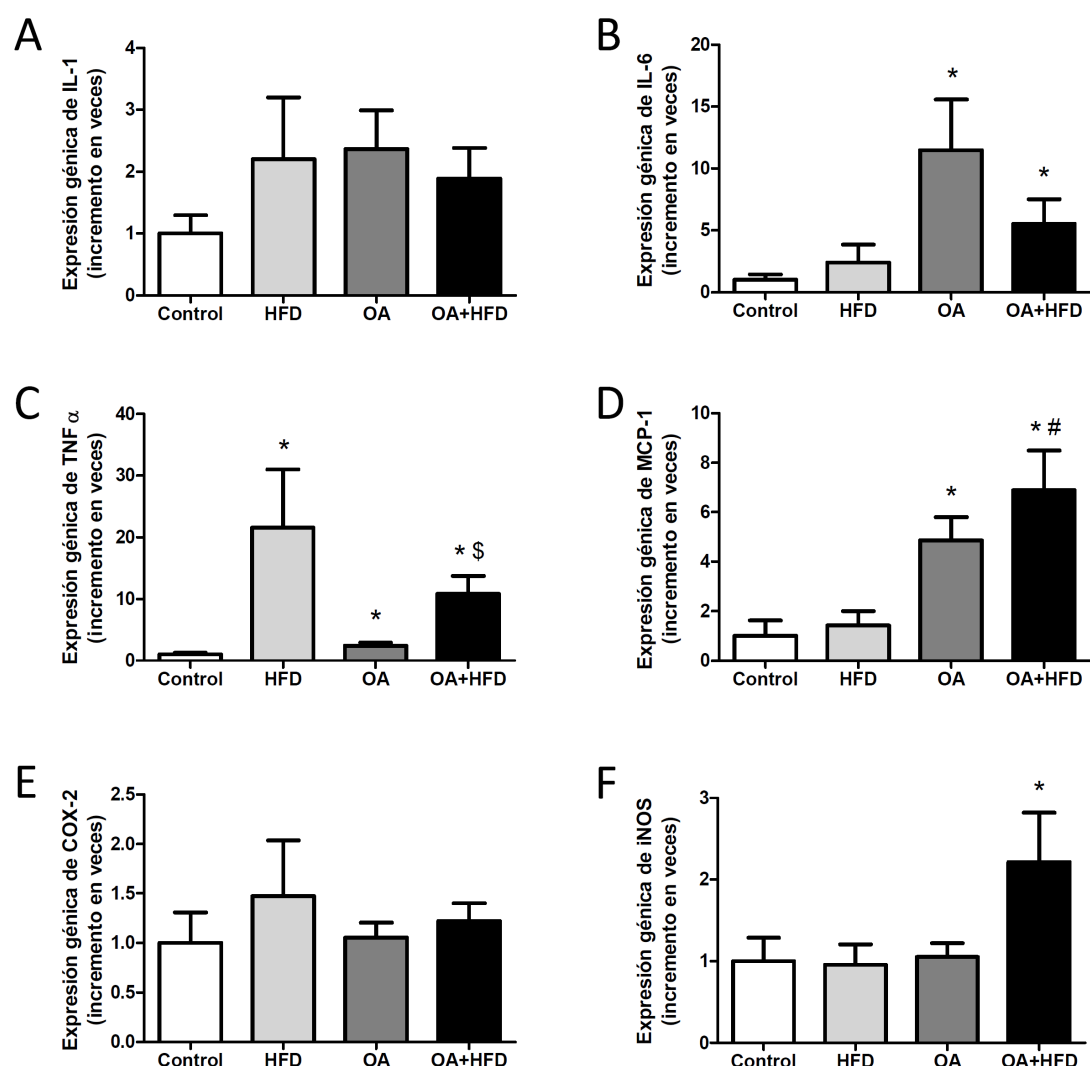 A
Expresión génica de IL-1
(incremento en veces)
4
3
2
1
0
Control HFD OA OA+HFD
B
Expresión génica de IL-6
(incremento en veces)
20
15
10
5
0
*
*
Control HFD OA OA+HFD
C
Expresión génica de TNF α
(incremento en veces)
40
30
20
10
0
*
*
* $
Control HFD OA OA+HFD
D
Expresión génica de MCP-1
(incremento en veces)
10
8
6
4
2
0
*
* #
Control HFD OA OA+HFD
E
Expresión génica de COX-2
(incremento en veces)
2.5
2.0
1.5
1.0
0.5
0.0
Control HFD OA OA+HFD
F
Expresión génica de iNOS
(incremento en veces)
3
2
1
0
*
Control HFD OA OA+HFD